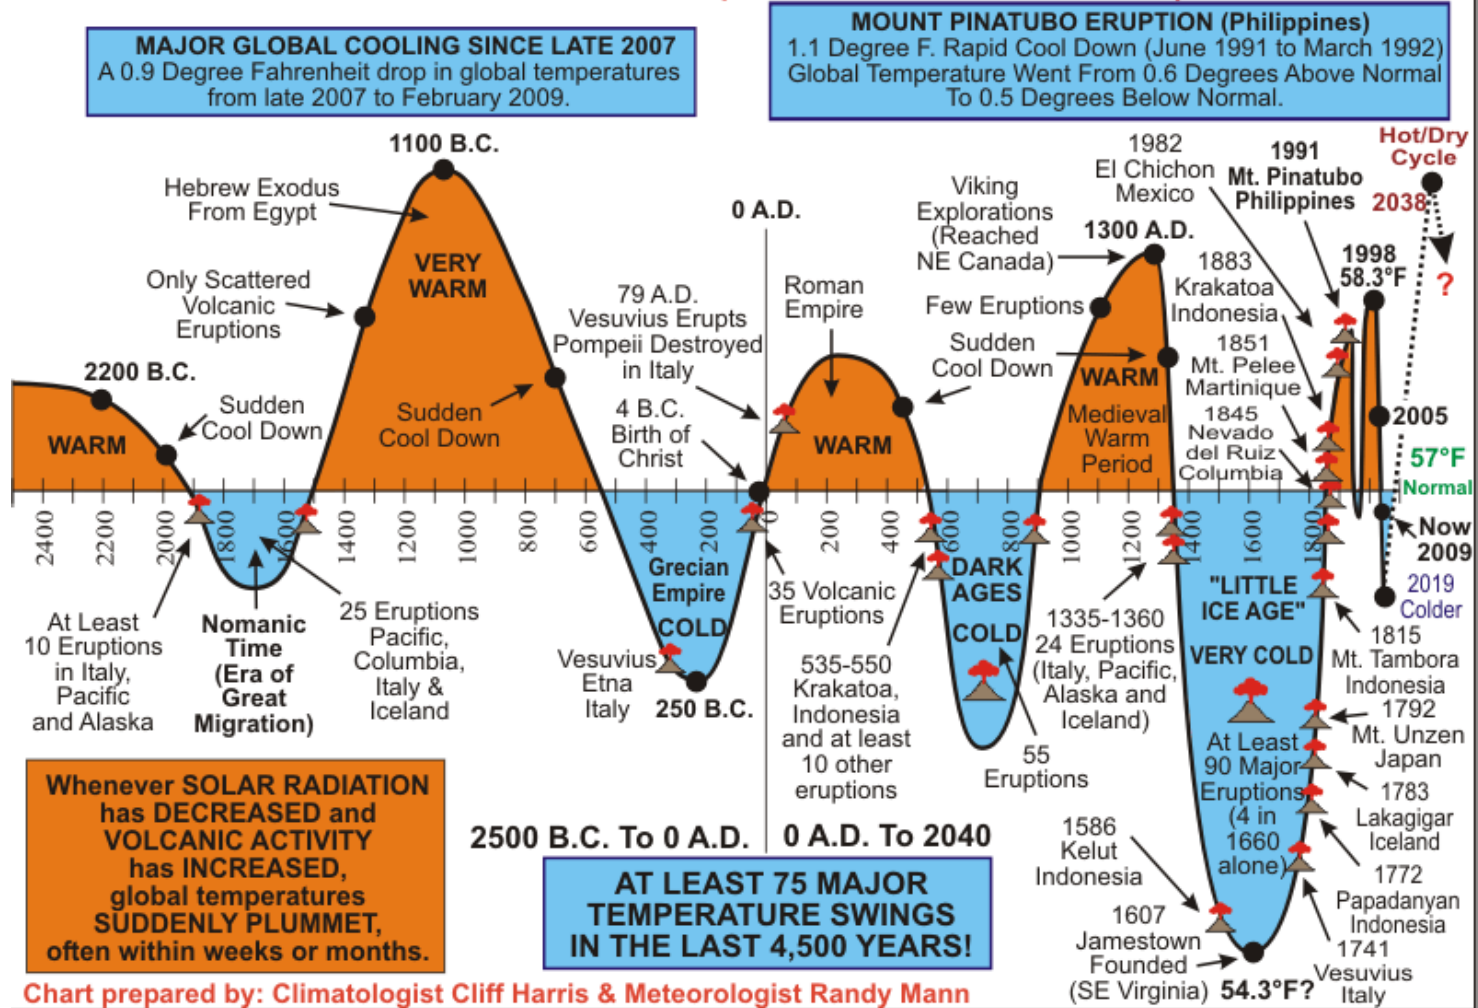 MAJOR GLOBAL COOLING SINCE LATE 2007
A 0.9 Degree Fahrenheit drop in global temperatures
from late 2007 to February 2009.
MOUNT PINATUBO ERUPTION (Philippines)
1.1 Degree F. Rapid Cool Down (June 1991 to March 1992)
Global Temperature Went From 0.6 Degrees Above Normal
To 0.5 Degrees Below Normal.
2200 B.C.
WARM
Sudden
Cool Down
Only Scattered
Volcanic
Eruptions
Hebrew Exodus
From Egypt
1100 B.C.
VERY
WARM
Sudden
Cool Down
79 A.D.
Vesuvius Erupts
Pompeii Destroyed
in Italy
4 B.C.
Birth of
Christ
0 A.D.
Roman
Empire
WARM
Viking
Explorations
(Reached
NE Canada)
Few Eruptions
Sudden
Cool Down
1300 A.D.
WARM
Medieval
Warm
Period
1982
El Chichon
Mexico
1991
Mt. Pinatubo
Philippines
1883
Krakatoa
Indonesia
1851
Mt. Pelee
Martinique
1845
Nevado
del Ruiz
Columbia
Hot/Dry
Cycle
2038
?
1998
58.3°F
2005
57°F
Normal
Now
2009
2019
Colder
2400
2200
2000
1800
1600
1400
1200
1000
800
600
400
200
0
200
400
600
800
1000
1200
1400
1600
1800
At Least
10 Eruptions
in Italy,
Pacific
and Alaska
Nomanic
Time
(Era of
Great
Migration)
25 Eruptions
Pacific,
Columbia,
Italy &
Iceland
Grecian
Empire
COLD
Vesuvius
Etna
Italy
250 B.C.
35 Volcanic
Eruptions
535-550
Krakatoa,
Indonesia
and at least
10 other
eruptions
DARK
AGES
COLD
55
Eruptions
1335-1360
24 Eruptions
(Italy, Pacific,
Alaska and
Iceland)
"LITTLE
ICE AGE"
VERY COLD
At Least
90 Major
Eruptions
(4 in
1660
alone)
1815
Mt. Tambora
Indonesia
1792
Mt. Unzen
Japan
1783
Lakagigar
Iceland
1772
Papadanyan
Indonesia
1741
Vesuvius
Italy
1586
Kelut
Indonesia
1607
Jamestown
Founded
(SE Virginia)
54.3°F?
Whenever SOLAR RADIATION
has DECREASED and
VOLCANIC ACTIVITY
has INCREASED,
global temperatures
SUDDENLY PLUMMET,
often within weeks or months.
2500 B.C. To 0 A.D.
0 A.D. To 2040
AT LEAST 75 MAJOR
TEMPERATURE SWINGS
IN THE LAST 4,500 YEARS!
Chart prepared by: Climatologist Cliff Harris & Meteorologist Randy Mann